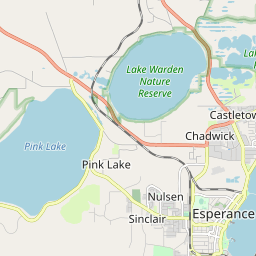 Lake Warden
Nature
Reserve
Castletow
Chadwick
Pink Lake
Pink Lake
Nulsen
Sinclair
Esperance